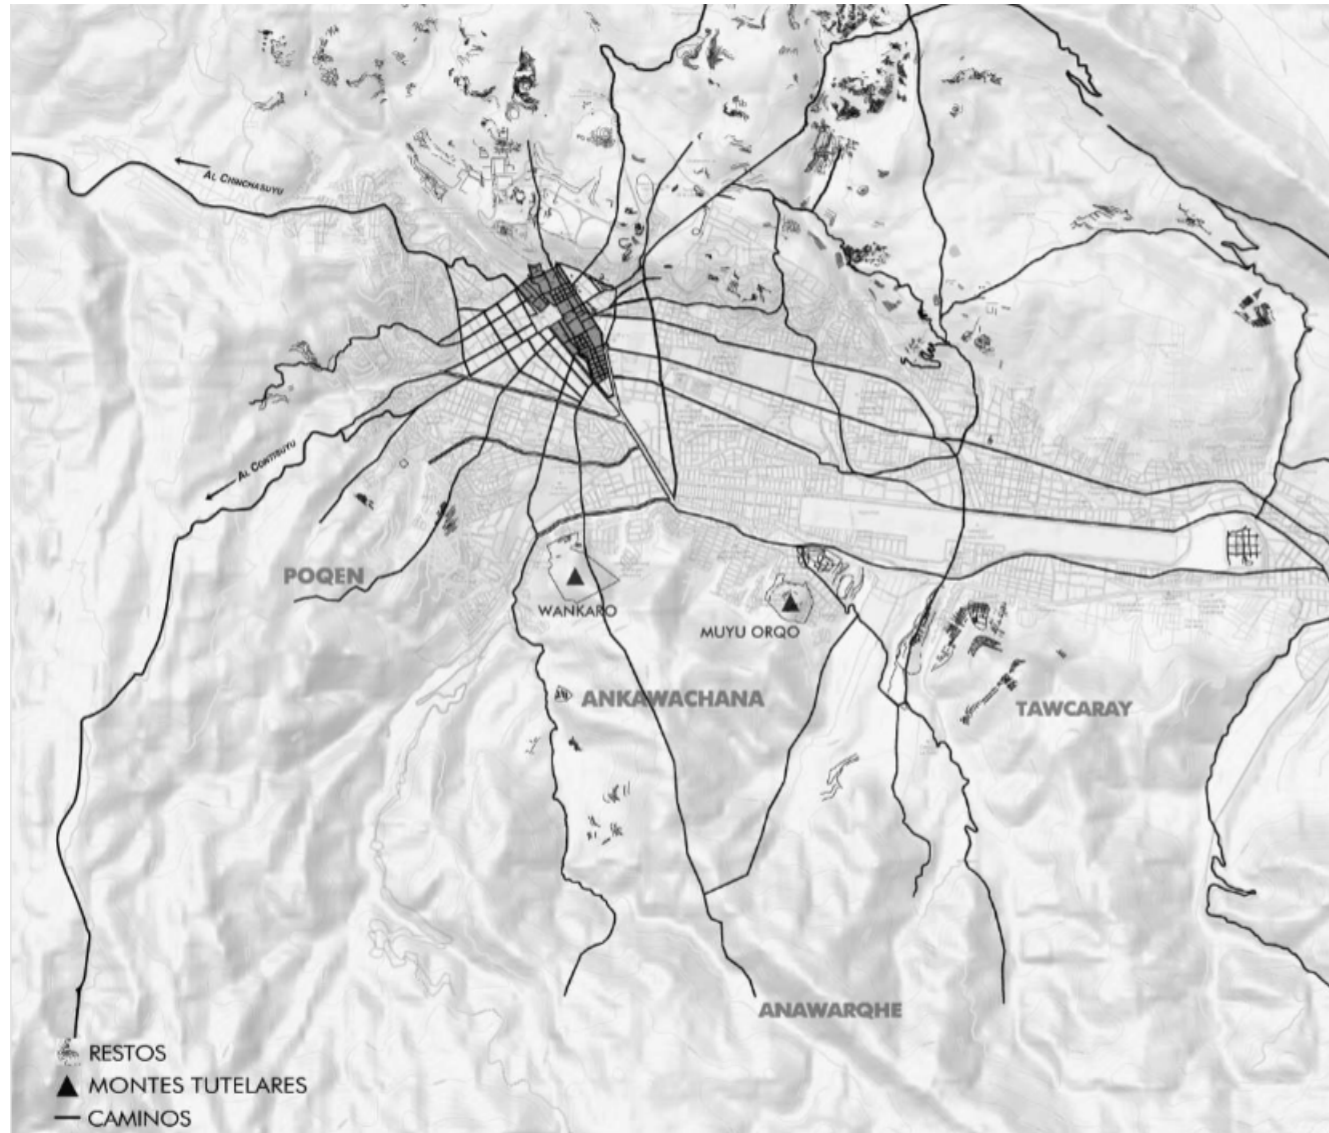 AL CHINCHASUYU
AL CONTISUYU
POQEN
WANKARO
MUYU ORQO
ANKAWACHANA
TAWCARAY
ANAWARQHE
RESTOS
MONTES TUTELARES
CAMINOS